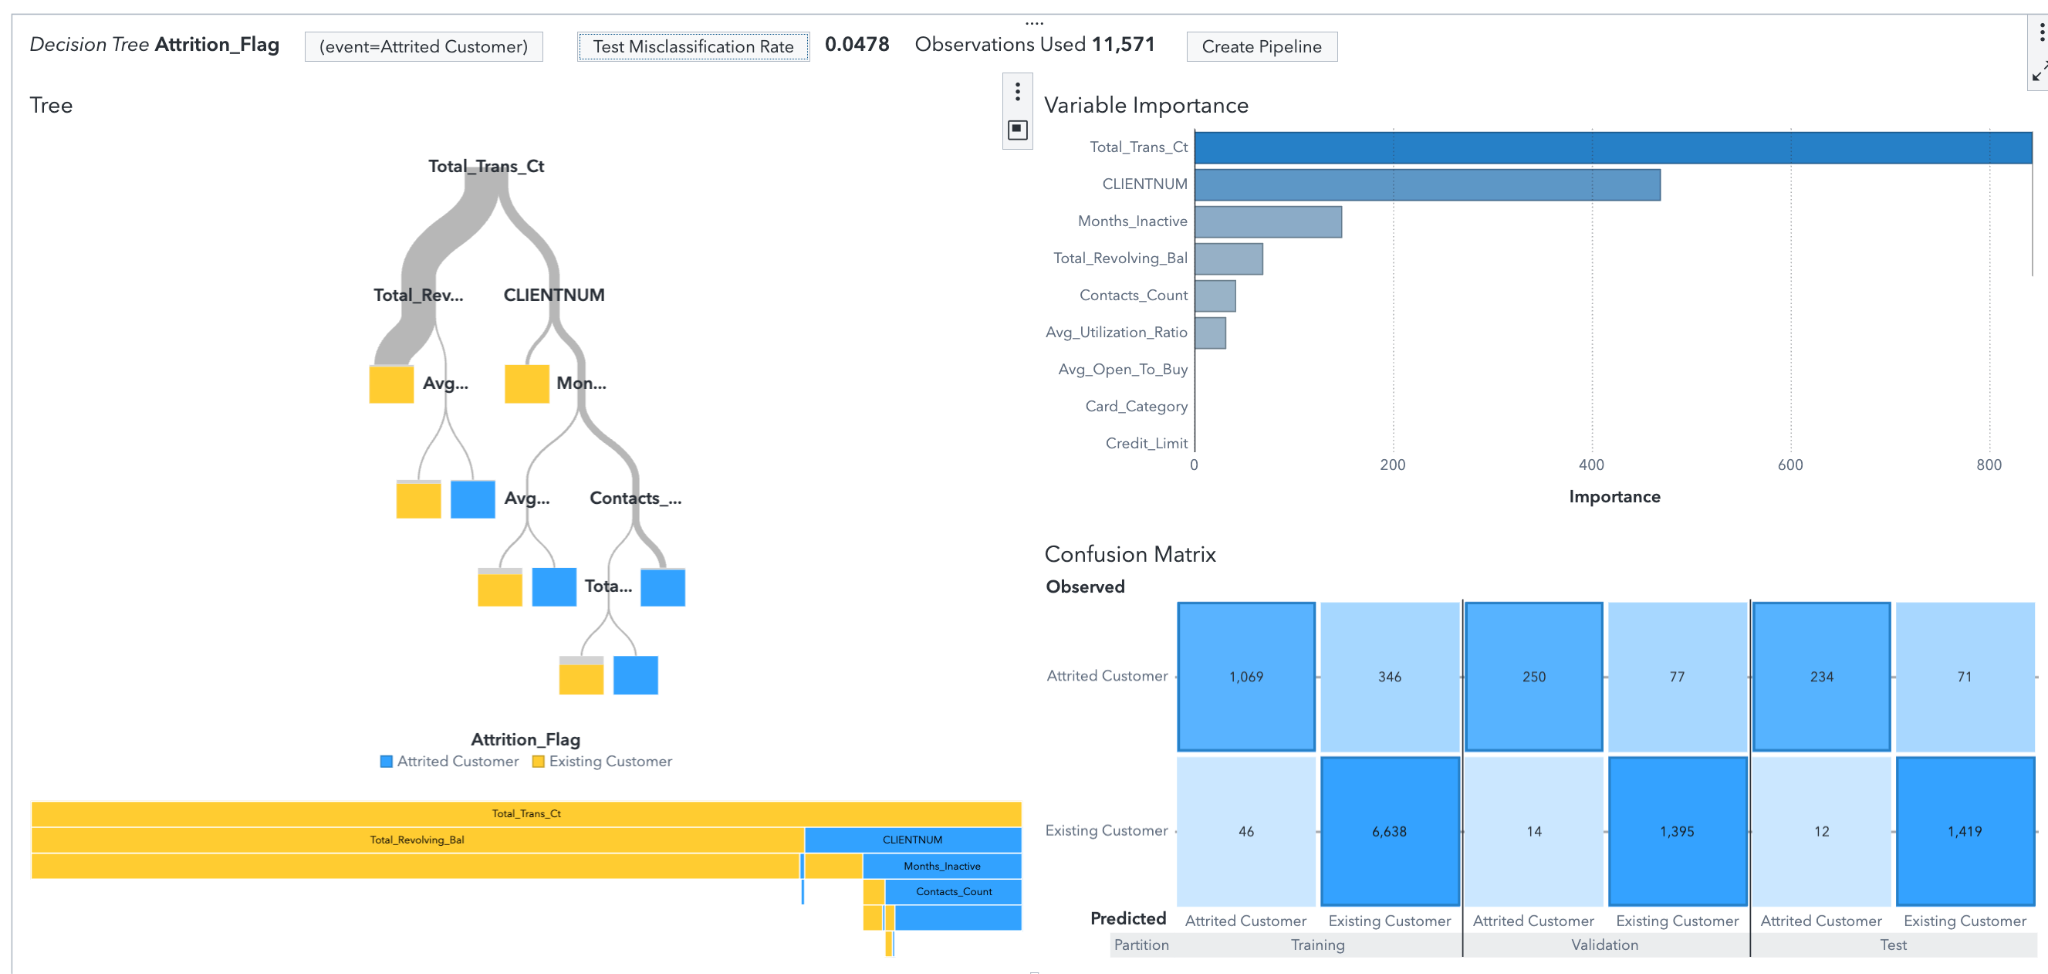 Decision Tree Attrition_Flag (event=Attrited Customer) Test Misclassification Rate 0.0478 Observations Used 11,571 Create Pipeline
Tree
Total_Trans_Ct
Total_Rev... CLIENTNUM
Avg... Mon...
Avg... Contacts_...
Tota...
Attrition_Flag
Attrited Customer Existing Customer
Total_Trans_Ct
Total_Revolving_Bal CLIENTNUM
Months_Inactive
Contacts_Count
Variable Importance
Total_Trans_Ct
CLIENTNUM
Months_Inactive
Total_Revolving_Bal
Contacts_Count
Avg_Utilization_Ratio
Avg_Open_To_Buy
Card_Category
Credit_Limit
0 200 400 600 800
Importance
Confusion Matrix
Observed
Attrited Customer 1,069 346 250 77 234 71
Existing Customer 46 6,638 14 1,395 12 1,419
Predicted Attrited Customer Existing Customer Attrited Customer Existing Customer Attrited Customer Existing Customer
Partition Training Validation Test